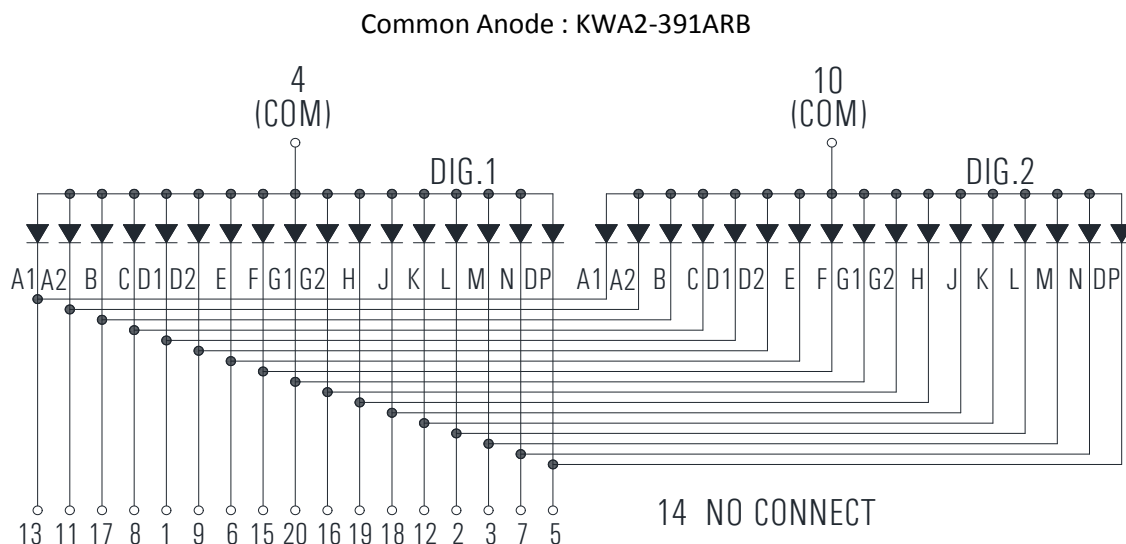 Common Anode : KWA2-391ARB
4 10
(COM) (COM)
DIG.1 DIG.2
A1 A2 B C D1 D2 E F G1 G2 H J K L M N DP A1 A2 B C D1 D2 E F G1 G2 H J K L M N DP
14 NO CONNECT
13 11 17 8 1 9 6 15 20 16 19 18 12 2 3 7 5